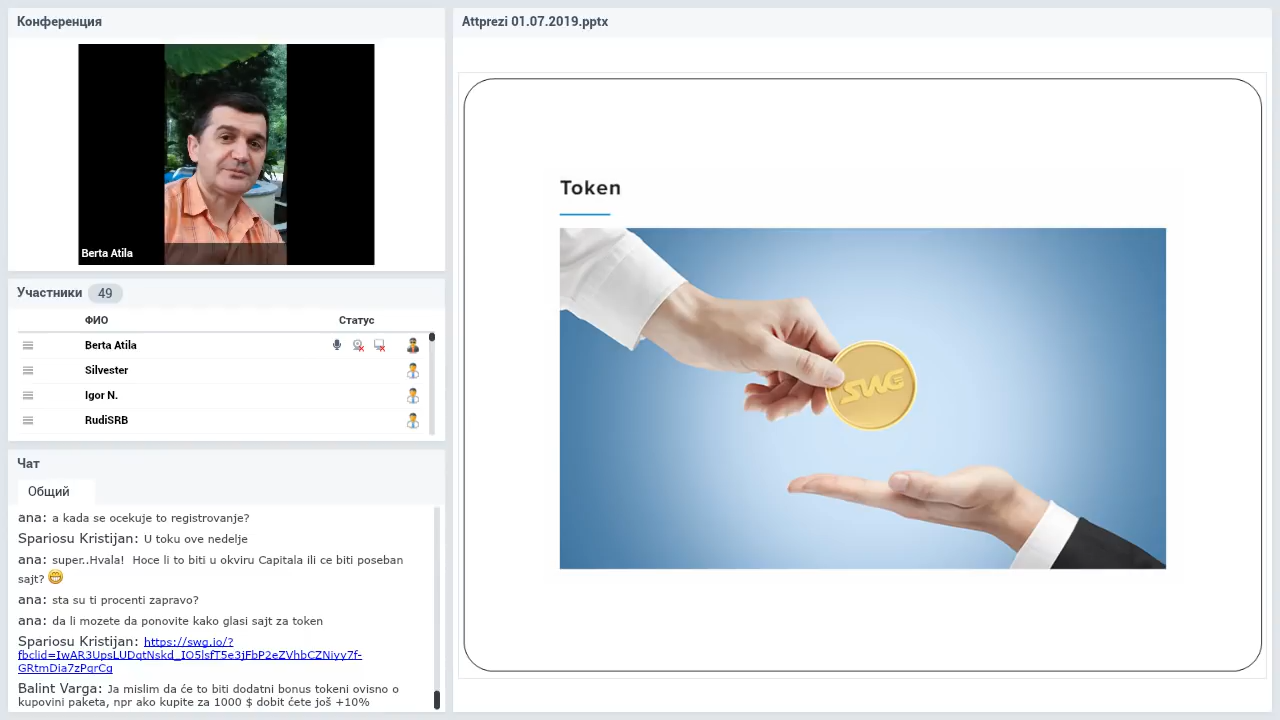 Конференция
Berta Atila
Участники 49
ФИО Статус
Berta Atila
Silvester
Igor N.
RudiSRB
Чат
Общий
ana: a kada se ocekuje to registrovanje?
Spariosu Kristijan: U toku ove nedelje
ana: super..Hvala! Hoce li to biti u okviru Capitala ili ce biti poseban
sajt?
ana: sta su ti procenti zapravo?
ana: da li mozete da ponovite kako glasi sajt za token
Spariosu Kristijan: https://swg.io/?
fbclid=IwAR3UpsLUDqtNskd_IO5lsfT5e3jFbP2eZVhbCZNiyy7f-
GRtmDia7zPqrCg
Balint Varga: Ja mislim da će to biti dodatni bonus tokeni ovisno o
kupovini paketa, npr ako kupite za 1000 $ dobit ćete još +10%
Attprezi 01.07.2019.pptx
Token
SWG